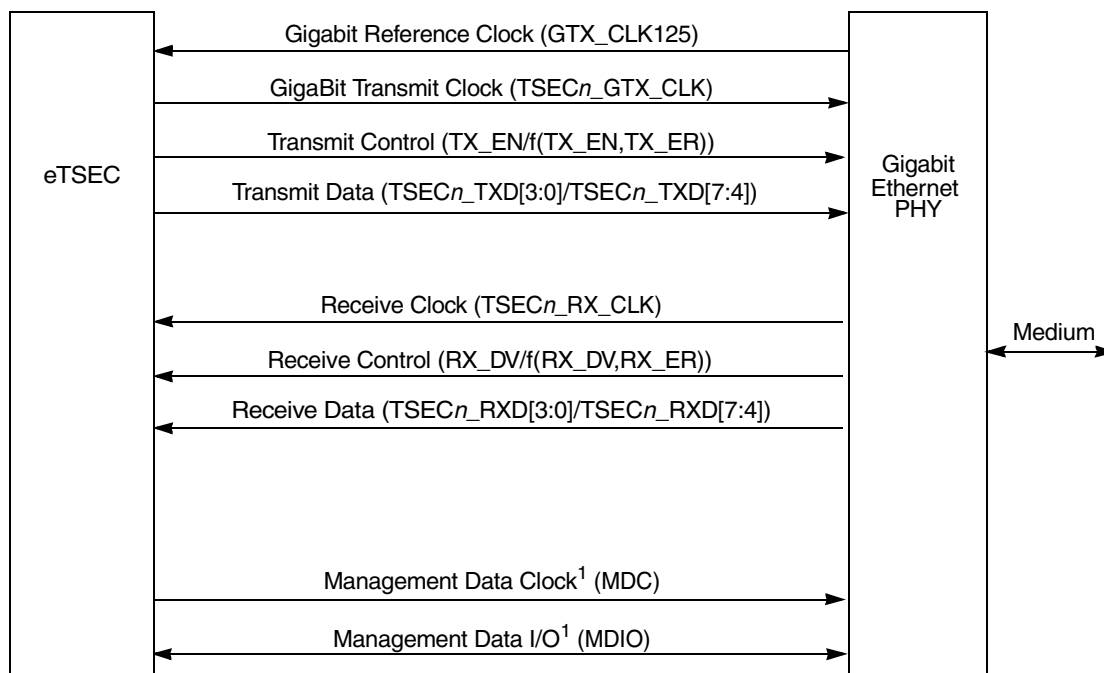 Gigabit Reference Clock (GTX_CLK125)
GigaBit Transmit Clock (TSECn_GTX_CLK)
Transmit Control (TX_EN/f(TX_EN,TX_ER))
eTSEC
Gigabit
Ethernet
PHY
Transmit Data (TSECn_TXD[3:0]/TSECn_TXD[7:4])
Receive Clock (TSECn_RX_CLK)
Medium
Receive Control (RX_DV/f(RX_DV,RX_ER))
Receive Data (TSECn_RXD[3:0]/TSECn_RXD[7:4])
Management Data Clock¹ (MDC)
Management Data I/O¹ (MDIO)